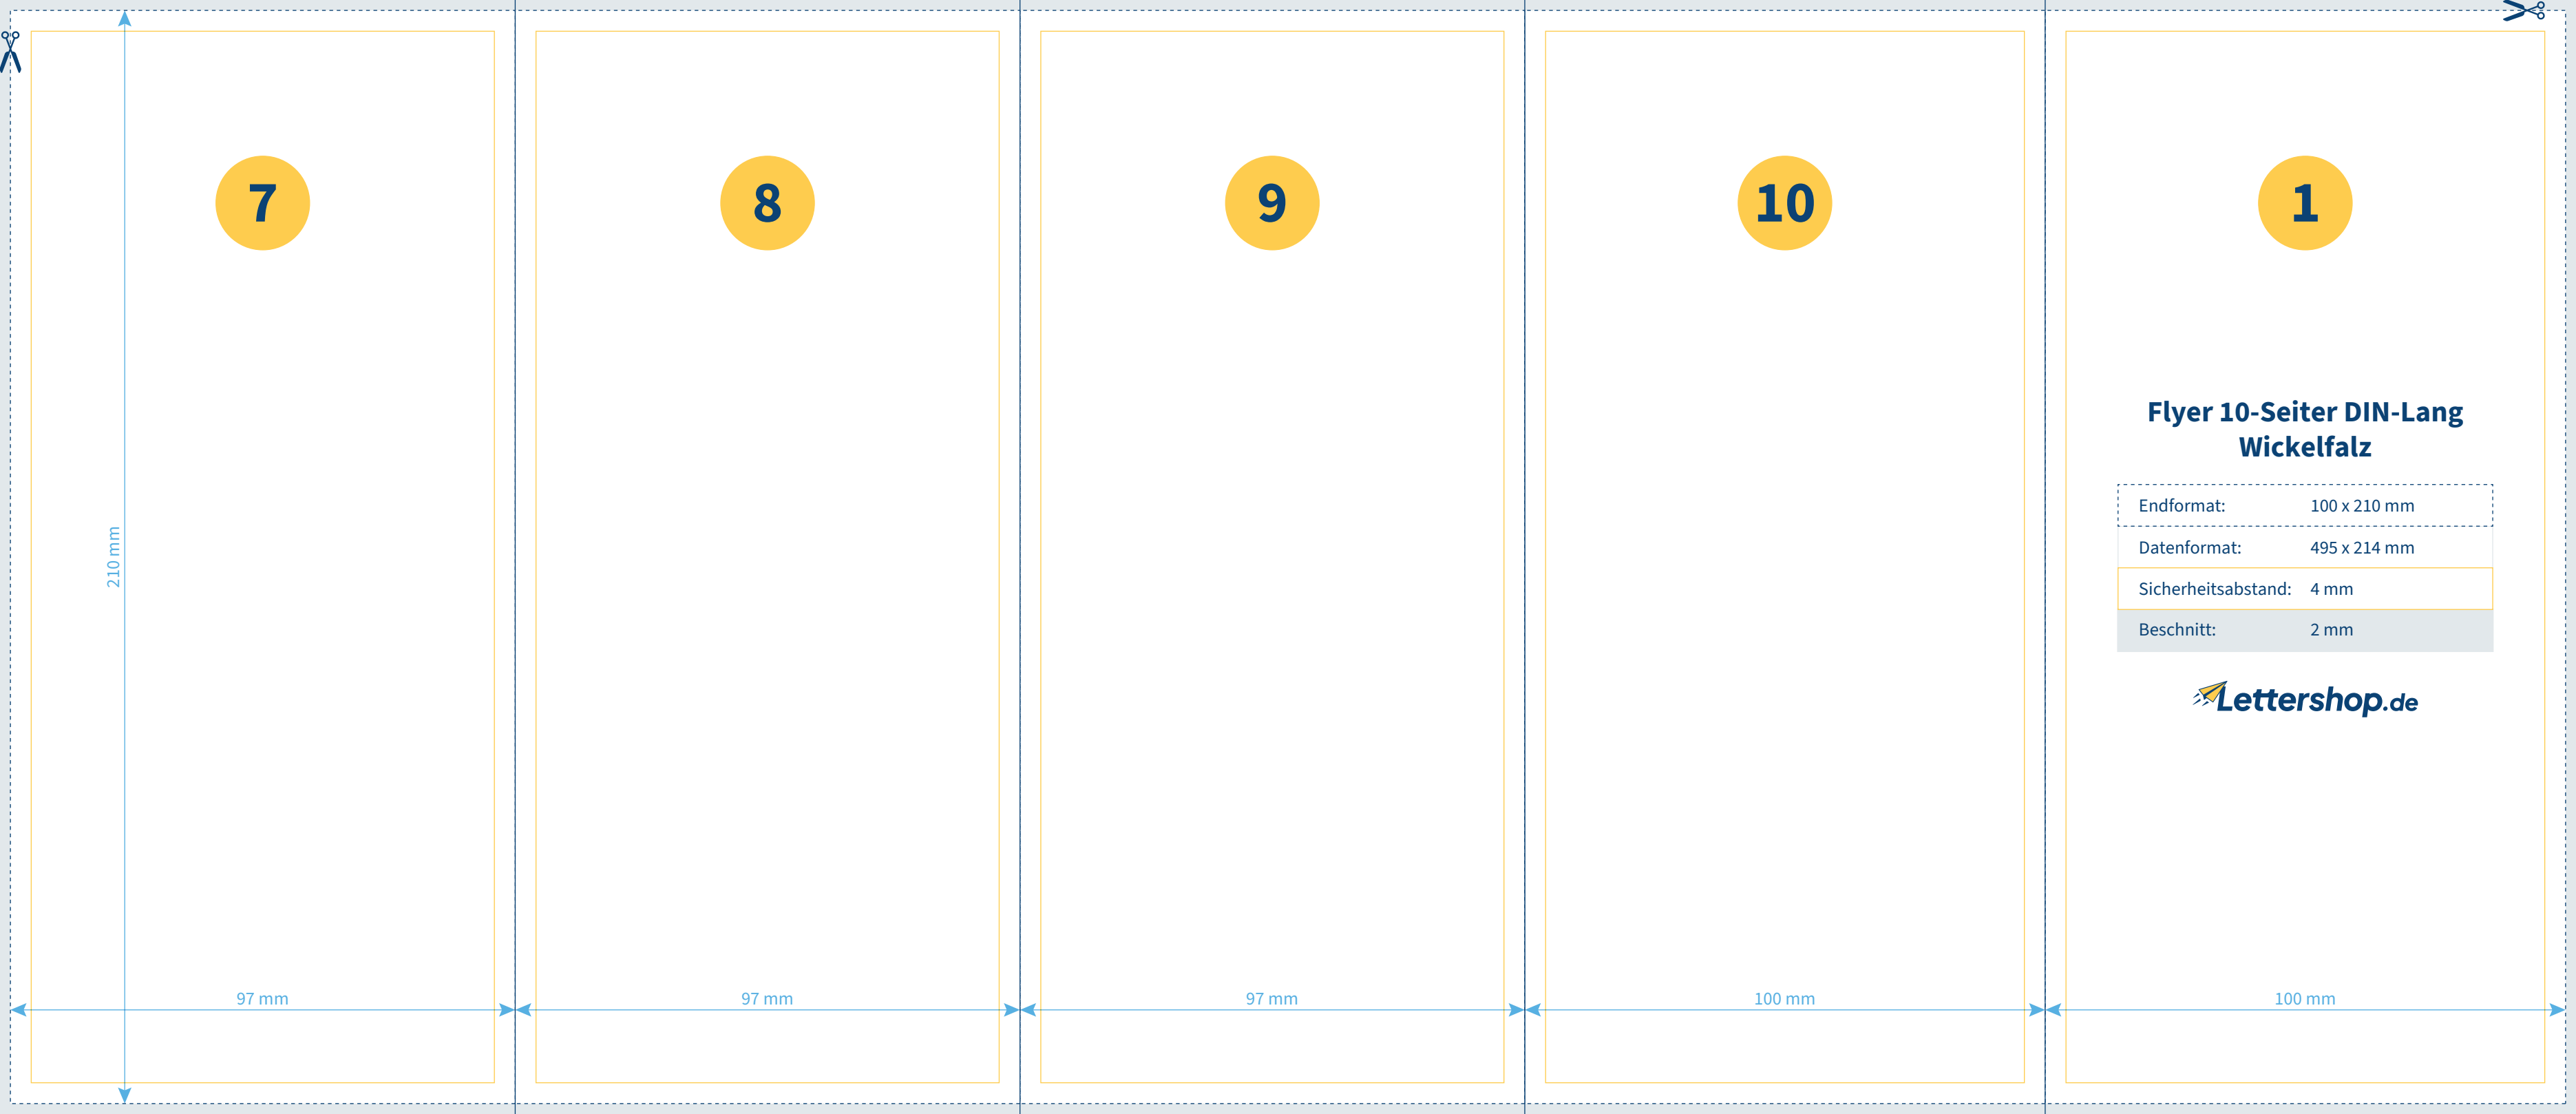 7
8
9
10
1
Flyer 10-Seiter DIN-Lang
Wickelfalz
Endformat: 100 x 210 mm
Datenformat: 495 x 214 mm
Sicherheitsabstand: 4 mm
Beschnitt: 2 mm
Lettershop.de
210 mm
97 mm
97 mm
97 mm
100 mm
100 mm